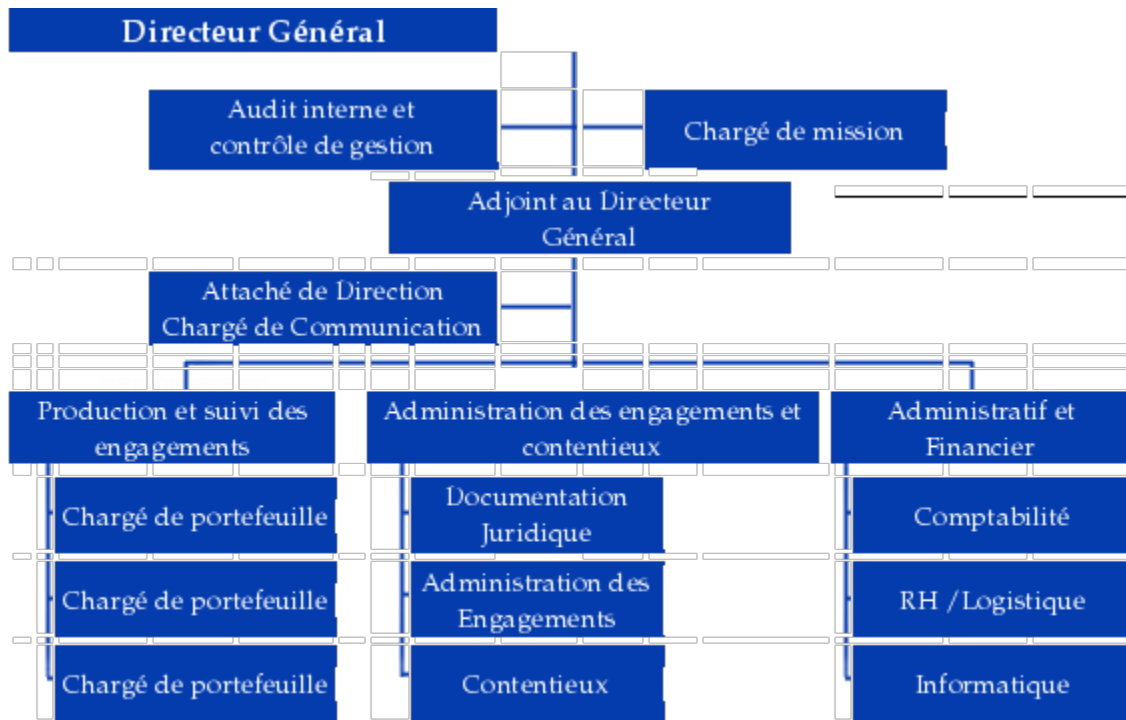 Directeur Général
Audit interne et
contrôle de gestion
Chargé de mission
Adjoint au Directeur
Général
Attaché de Direction
Chargé de Communication
Production et suivi des
engagements
Administration des engagements et
contentieux
Administratif et
Financier
Chargé de portefeuille
Documentation
Juridique
Comptabilité
Chargé de portefeuille
Administration des
Engagements
RH /Logistique
Chargé de portefeuille
Contentieux
Informatique